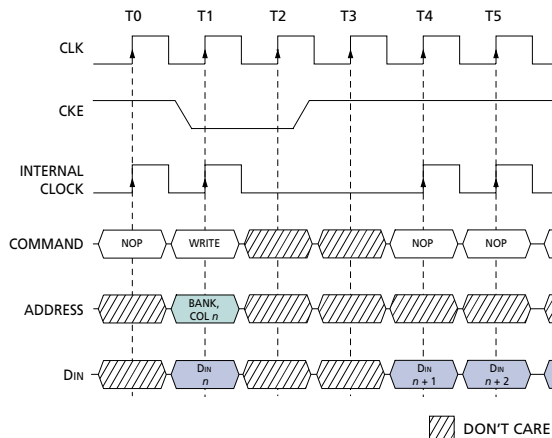 T0 T1 T2 T3 T4 T5
CLK
CKE
INTERNAL
CLOCK
COMMAND NOP WRITE NOP NOP
ADDRESS BANK,
COL n
DIN DIN
n DIN
n + 1 DIN
n + 2
DON'T CARE